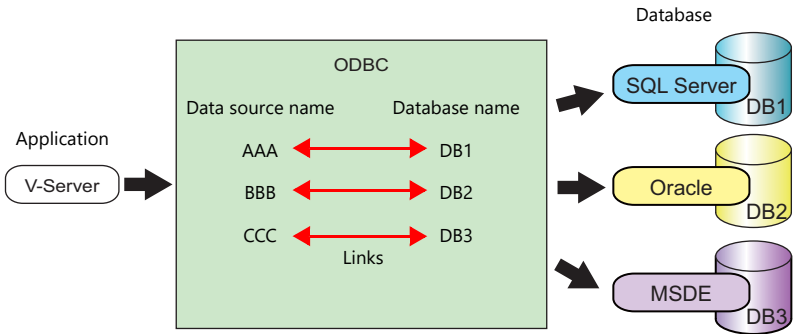 Database
ODBC
Data source name
Database name
SQL Server
DB1
Application
AAA
DB1
V-Server
BBB
DB2
Oracle
DB2
CCC
DB3
Links
MSDE
DB3